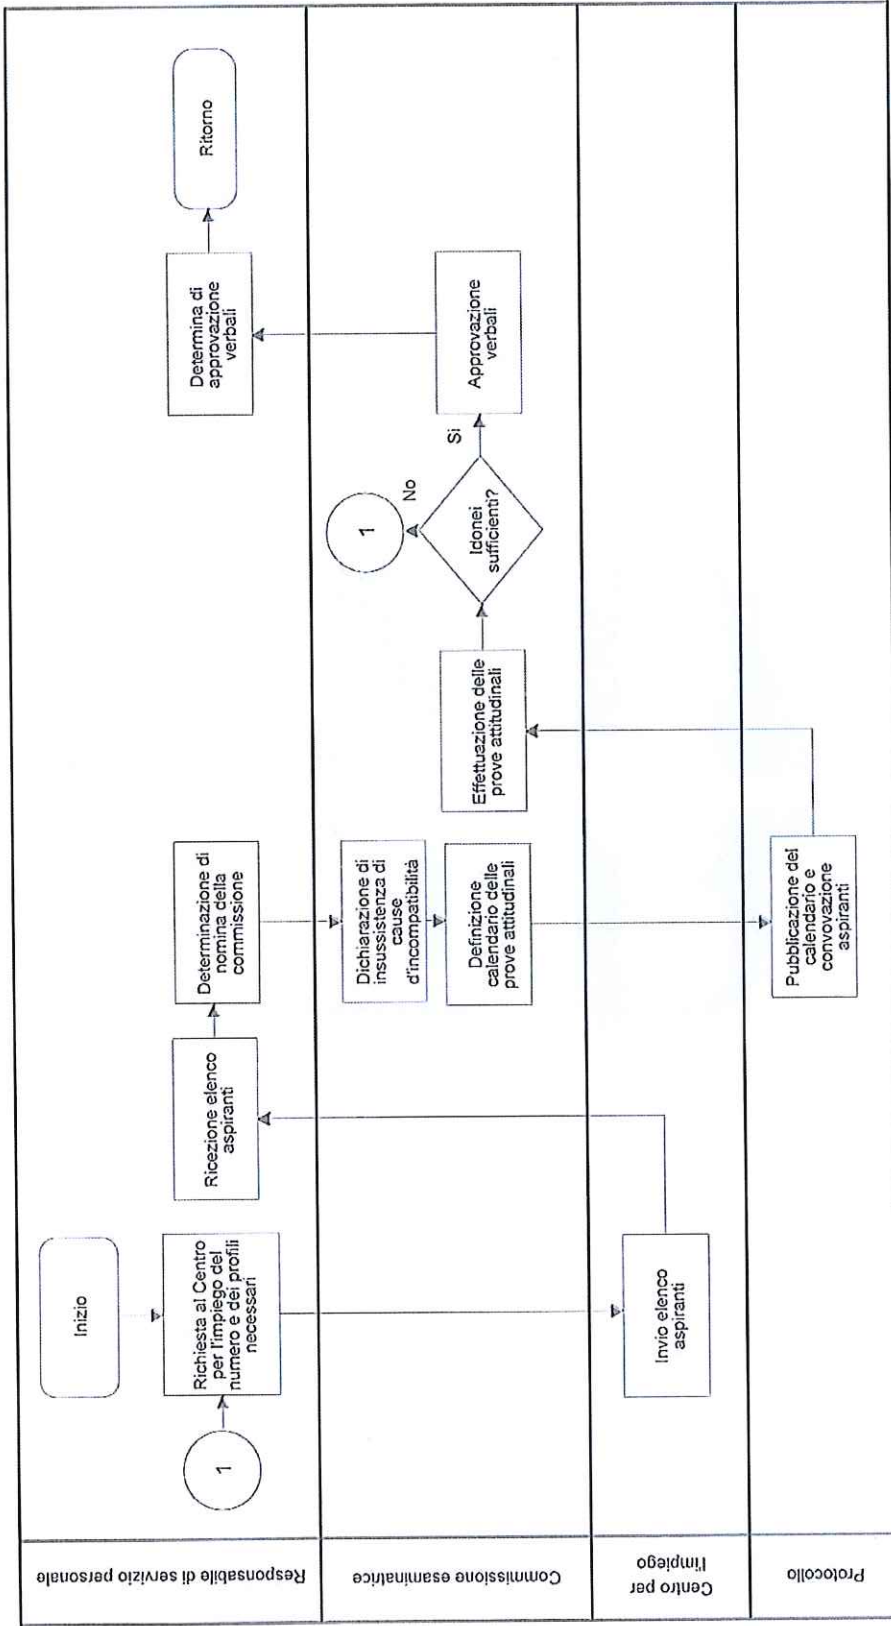 Responsabile di servizio personale
Inizio
1
Richiesta al Centro
per l'impiego del
numero e dei profili
necessari
Ricezione elenco
aspiranti
Determinazione di
nomina della
commissione
Determina di
approvazione
verbali
Ritorno
Commissione esaminatrice
Dichiarazione di
insussistenza di
cause
d'incompatibilità
Definizione
calendario delle
prove attitudinali
Effettuazione delle
prove attitudinali
Idonei
sufficienti?
No
1
Si
Approvazione
verbali
Centro per
l'impiego
Invio elenco
aspiranti
Protocollo
Pubblicazione del
calendario e
convovazione
aspiranti